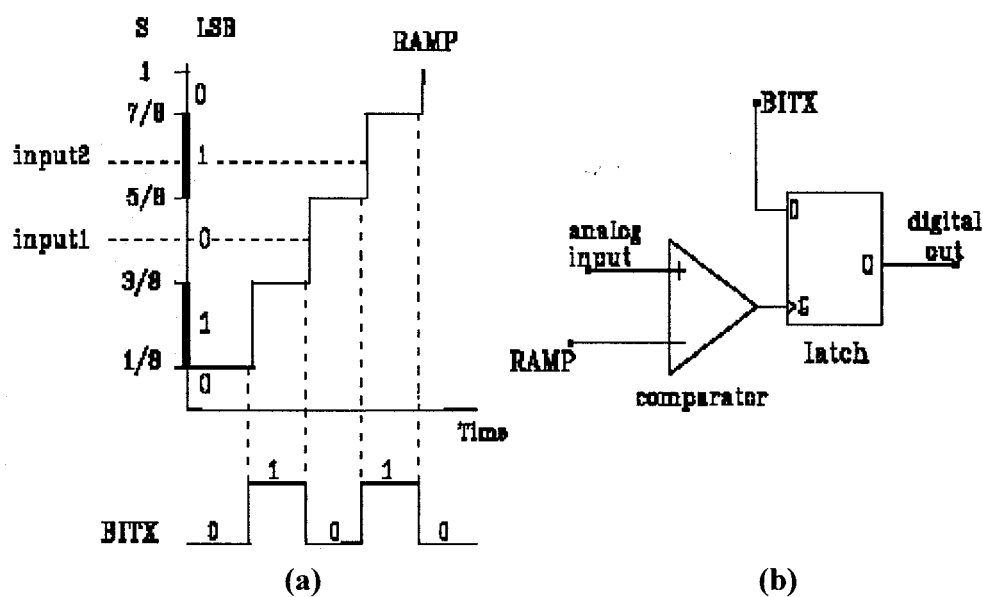 S LSB
RAMP
1
0
7/8
input2
1
5/8
input1
0
3/8
1
1/8
0
Time
1 1
BITX 0 0 0
(a)
BITX
analog
input
D
digital
out
Q
G
RAMP
latch
comparator
(b)